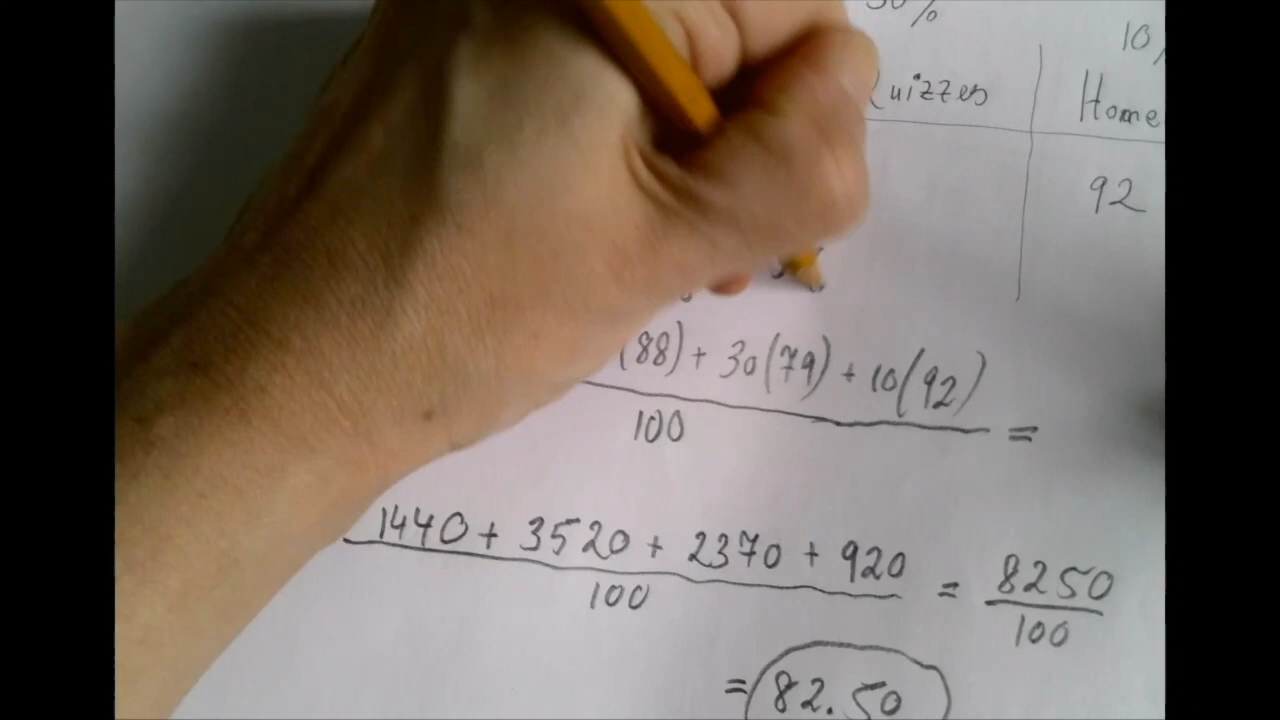 30%
10
Quizzes Home
92
(88) + 30(79) + 10(92)
100 =
1440 + 3520 + 2370 + 920 = 8250
100 100
= 82.50